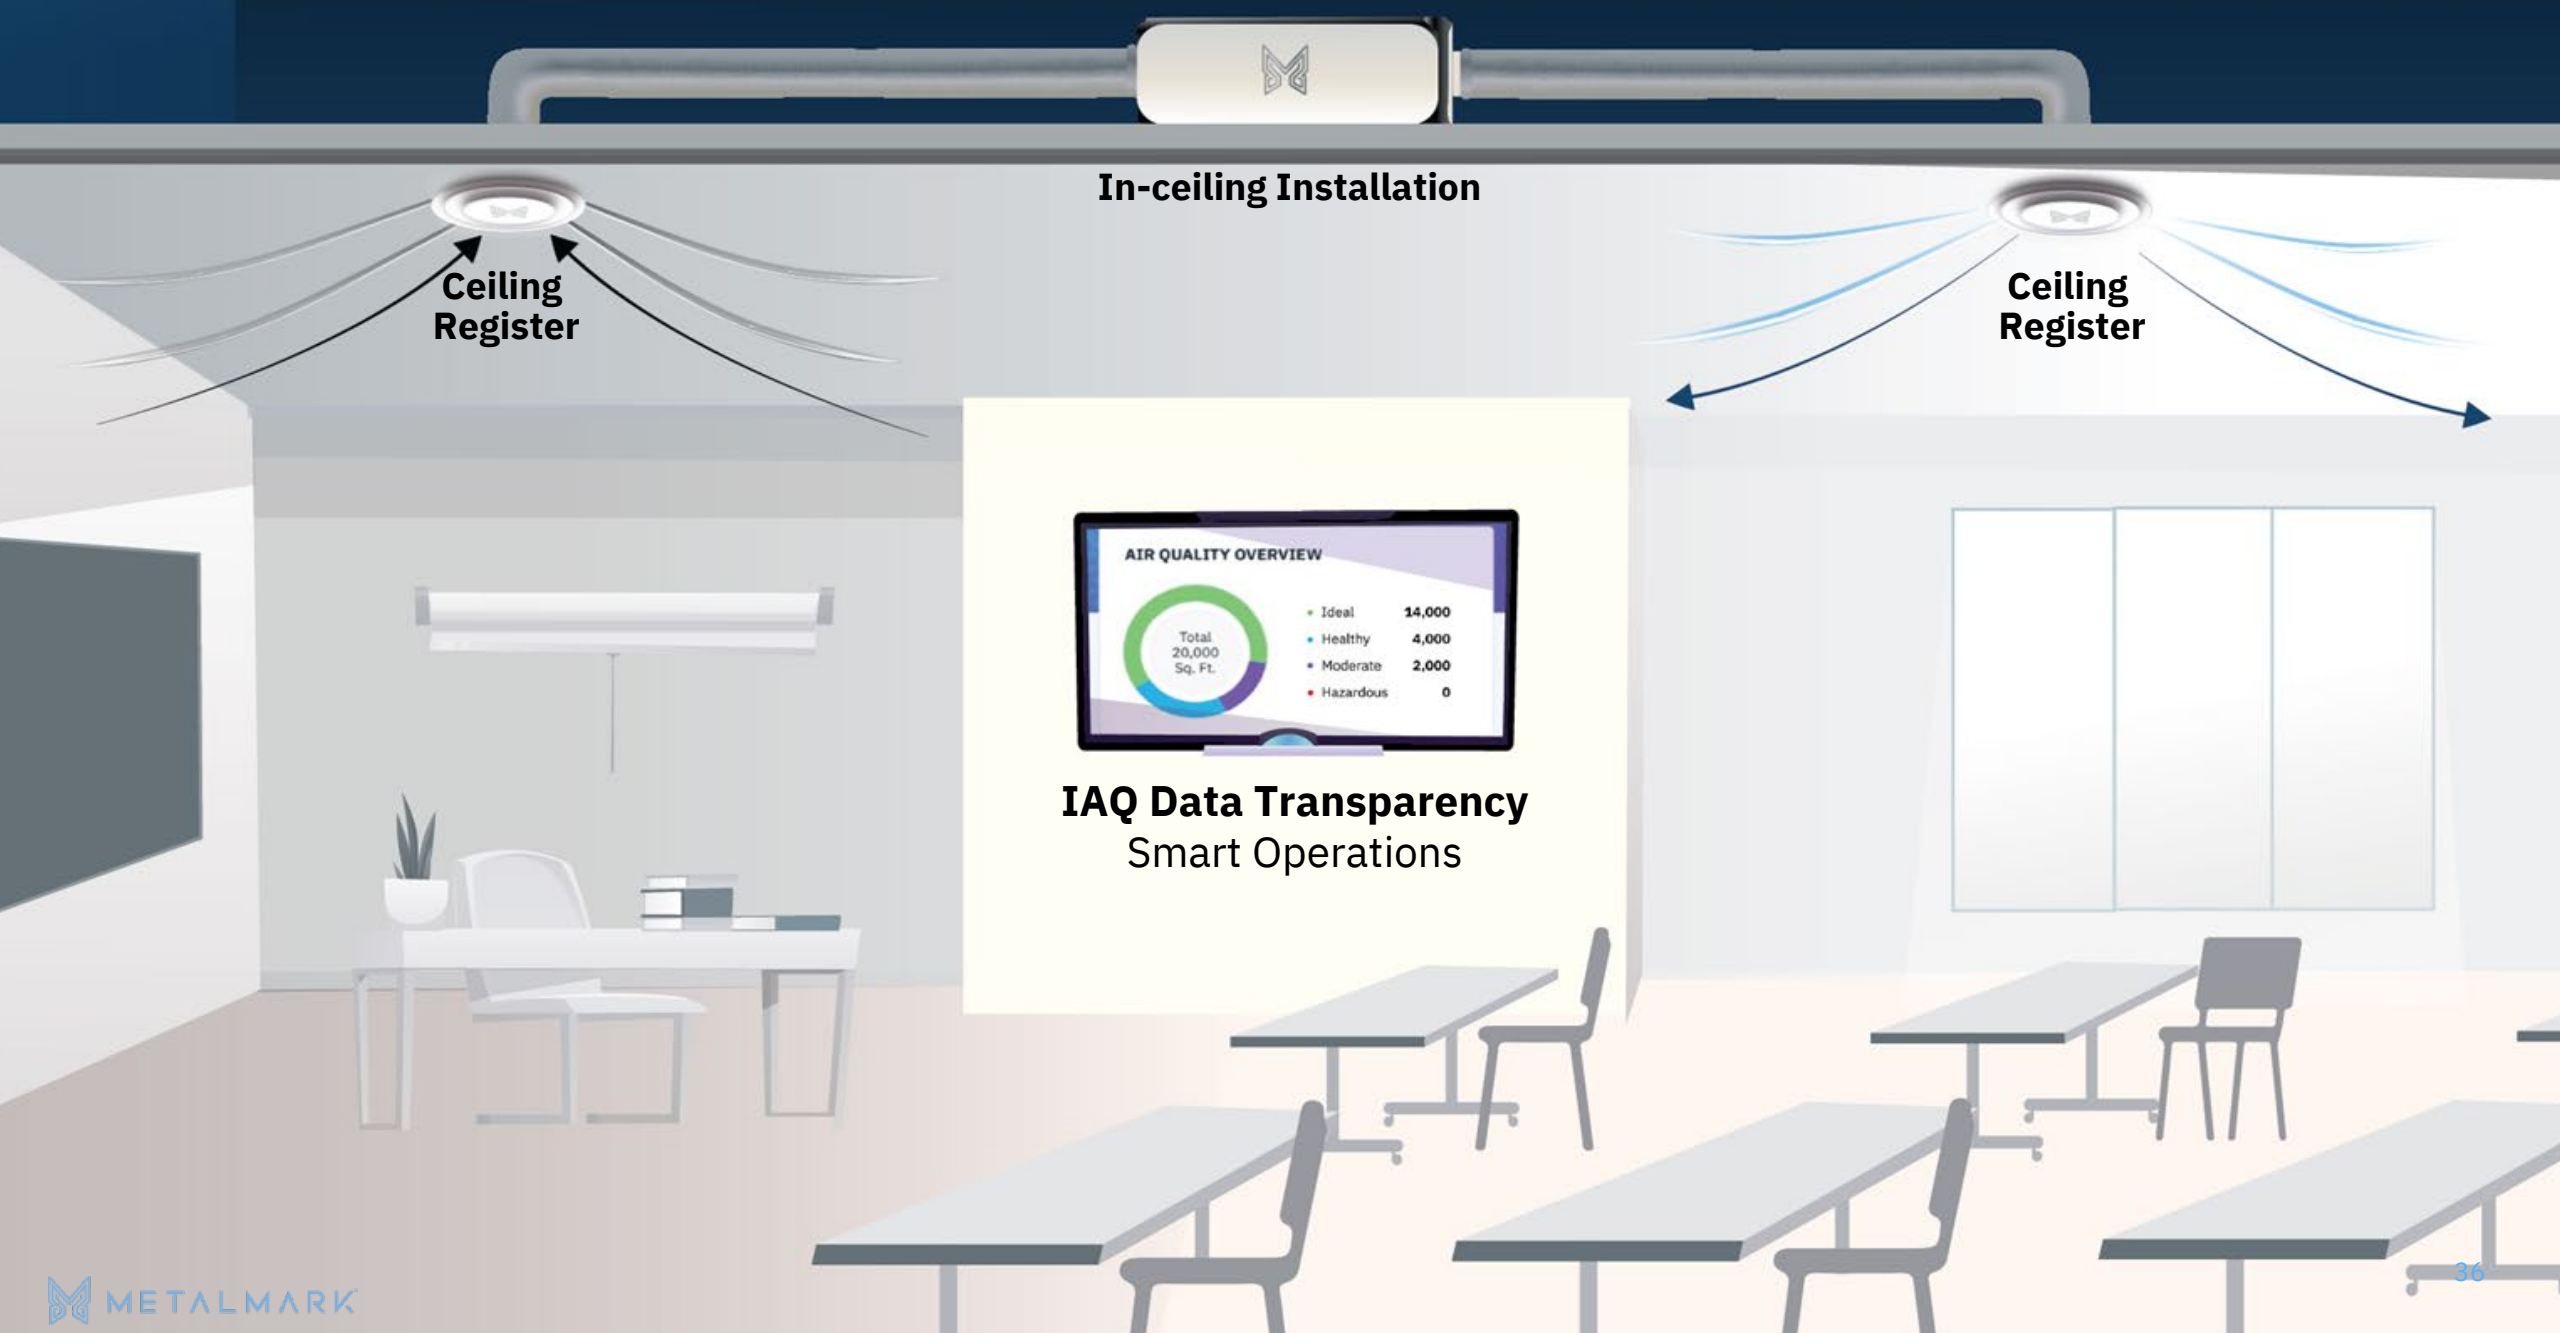 In-ceiling Installation
Ceiling
Register
Ceiling
Register
AIR QUALITY OVERVIEW
Total
20,000
Sq. Ft.
Ideal 14,000
Healthy 4,000
Moderate 2,000
Hazardous 0
IAQ Data Transparency
Smart Operations
METALMARK
36